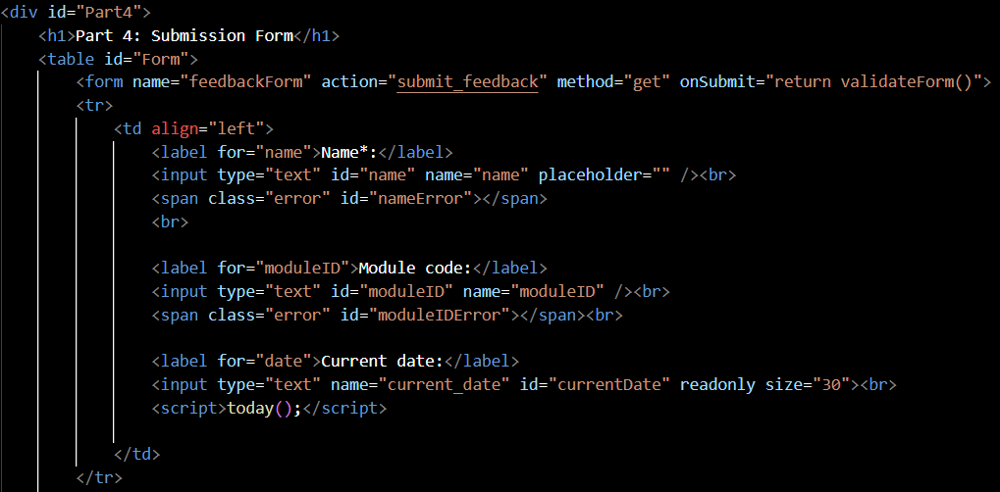 <div id="Part4">
<h1>Part 4: Submission Form</h1>
<table id="Form">
<form name="feedbackForm" action="submit_feedback" method="get" onSubmit="return validateForm()">
<tr>
<td align="left">
<label for="name">Name*:</label>
<input type="text" id="name" name="name" placeholder="" /><br>
<span class="error" id="nameError"></span>
<br>
<label for="moduleID">Module code:</label>
<input type="text" id="moduleID" name="moduleID" /><br>
<span class="error" id="moduleIDError"></span><br>
<label for="date">Current date:</label>
<input type="text" name="current_date" id="currentDate" readonly size="30"><br>
<script>today();</script>
</td>
</tr>